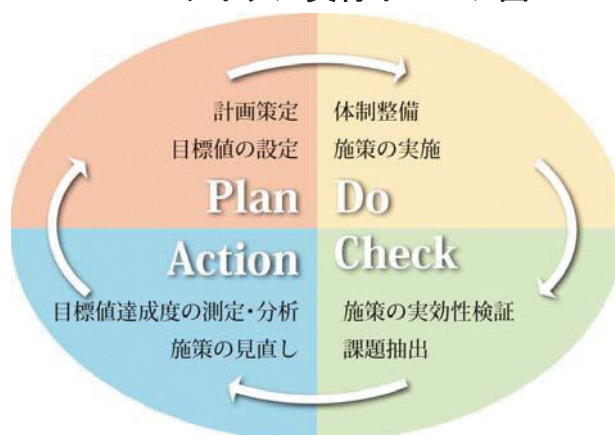 計画策定
目標値の設定
Plan
体制整備
施策の実施
Do
Check
施策の実効性検証
課題抽出
Action
目標値達成度の測定・分析
施策の見直し